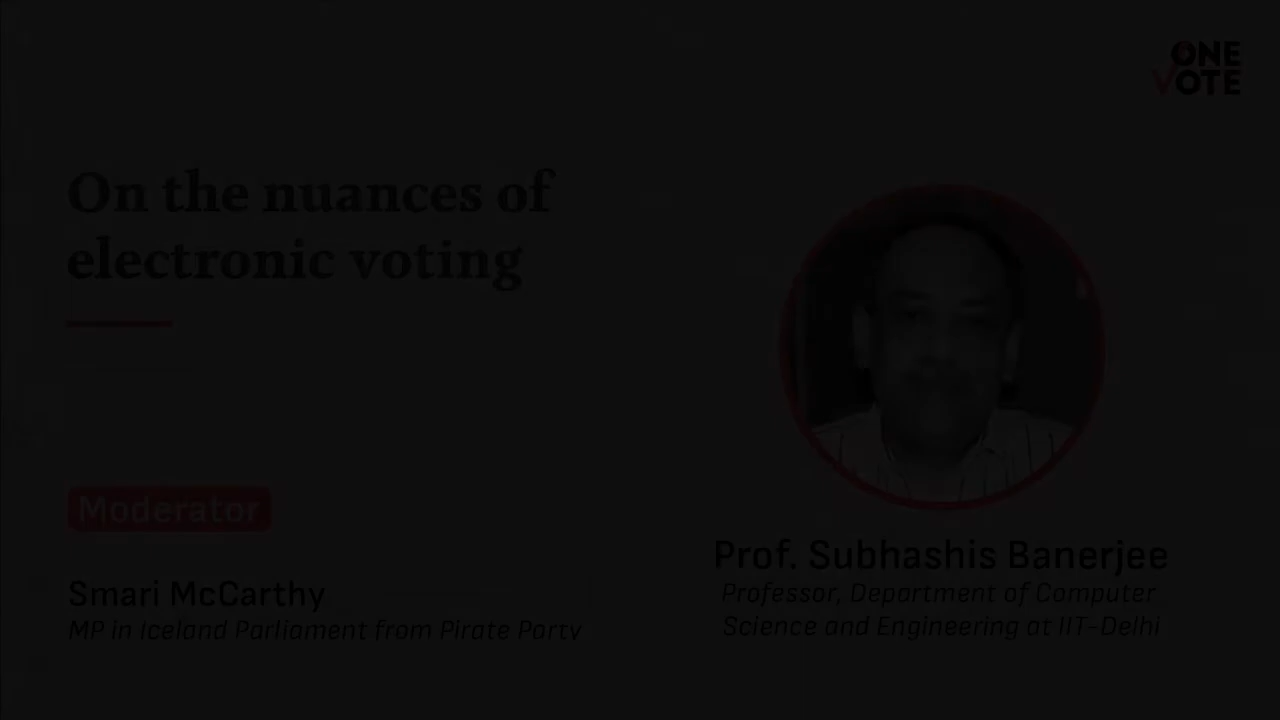 ONE
VOTE
On the nuances of
electronic voting
Moderator
Smari McCarthy
MP in Iceland Parliament from Pirate Party
Prof. Subhashis Banerjee
Professor, Department of Computer
Science and Engineering at IIT-Delhi